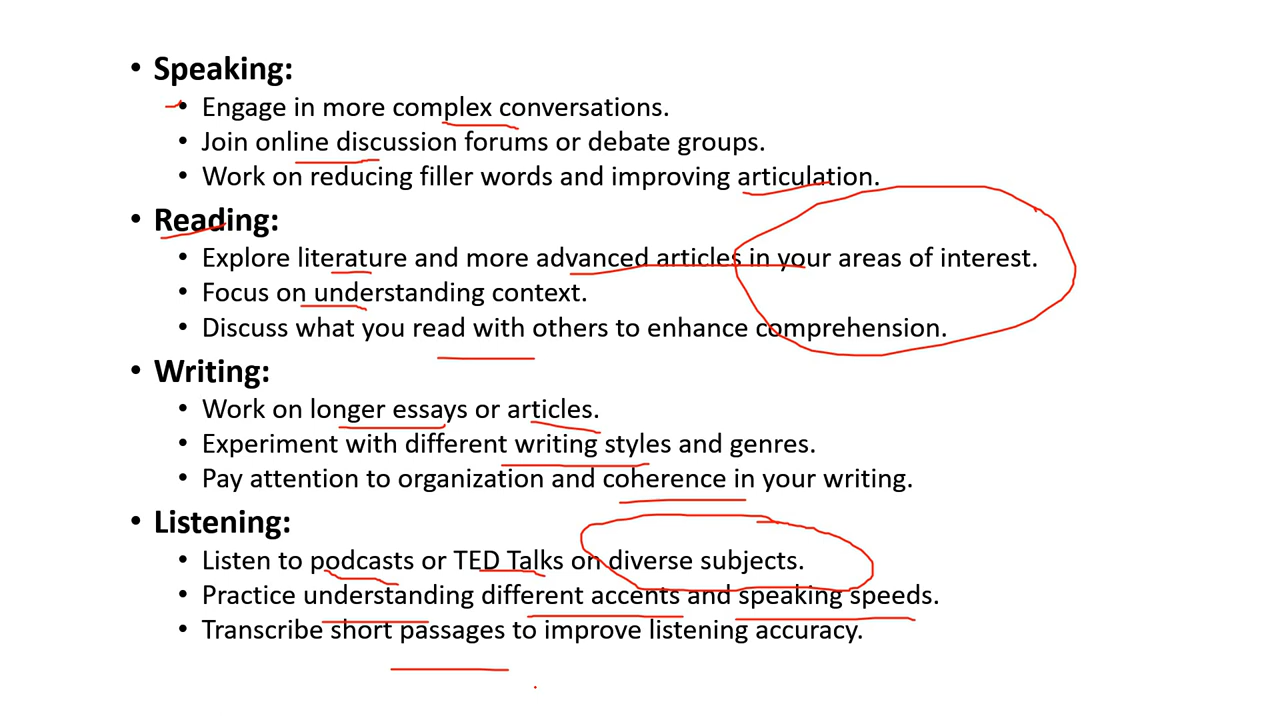 • Speaking:
• Engage in more complex conversations.
• Join online discussion forums or debate groups.
• Work on reducing filler words and improving articulation.
• Reading:
• Explore literature and more advanced articles in your areas of interest.
• Focus on understanding context.
• Discuss what you read with others to enhance comprehension.
• Writing:
• Work on longer essays or articles.
• Experiment with different writing styles and genres.
• Pay attention to organization and coherence in your writing.
• Listening:
• Listen to podcasts or TED Talks on diverse subjects.
• Practice understanding different accents and speaking speeds.
• Transcribe short passages to improve listening accuracy.